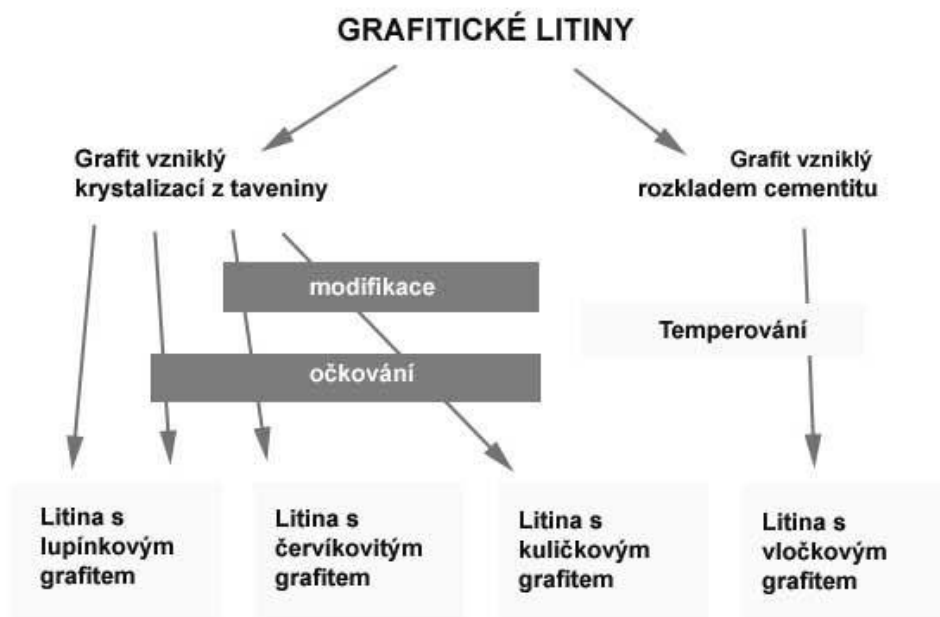 GRAFITICKÉ LITINY
Grafit vzniklý
krystalizací z taveniny
Grafit vzniklý
rozkladem cementitu
modifikace
Temperování
očkování
Litina s
lupínkovým
grafitem
Litina s
červíkovitým
grafitem
Litina s
kuličkovým
grafitem
Litina s
vločkovým
grafitem